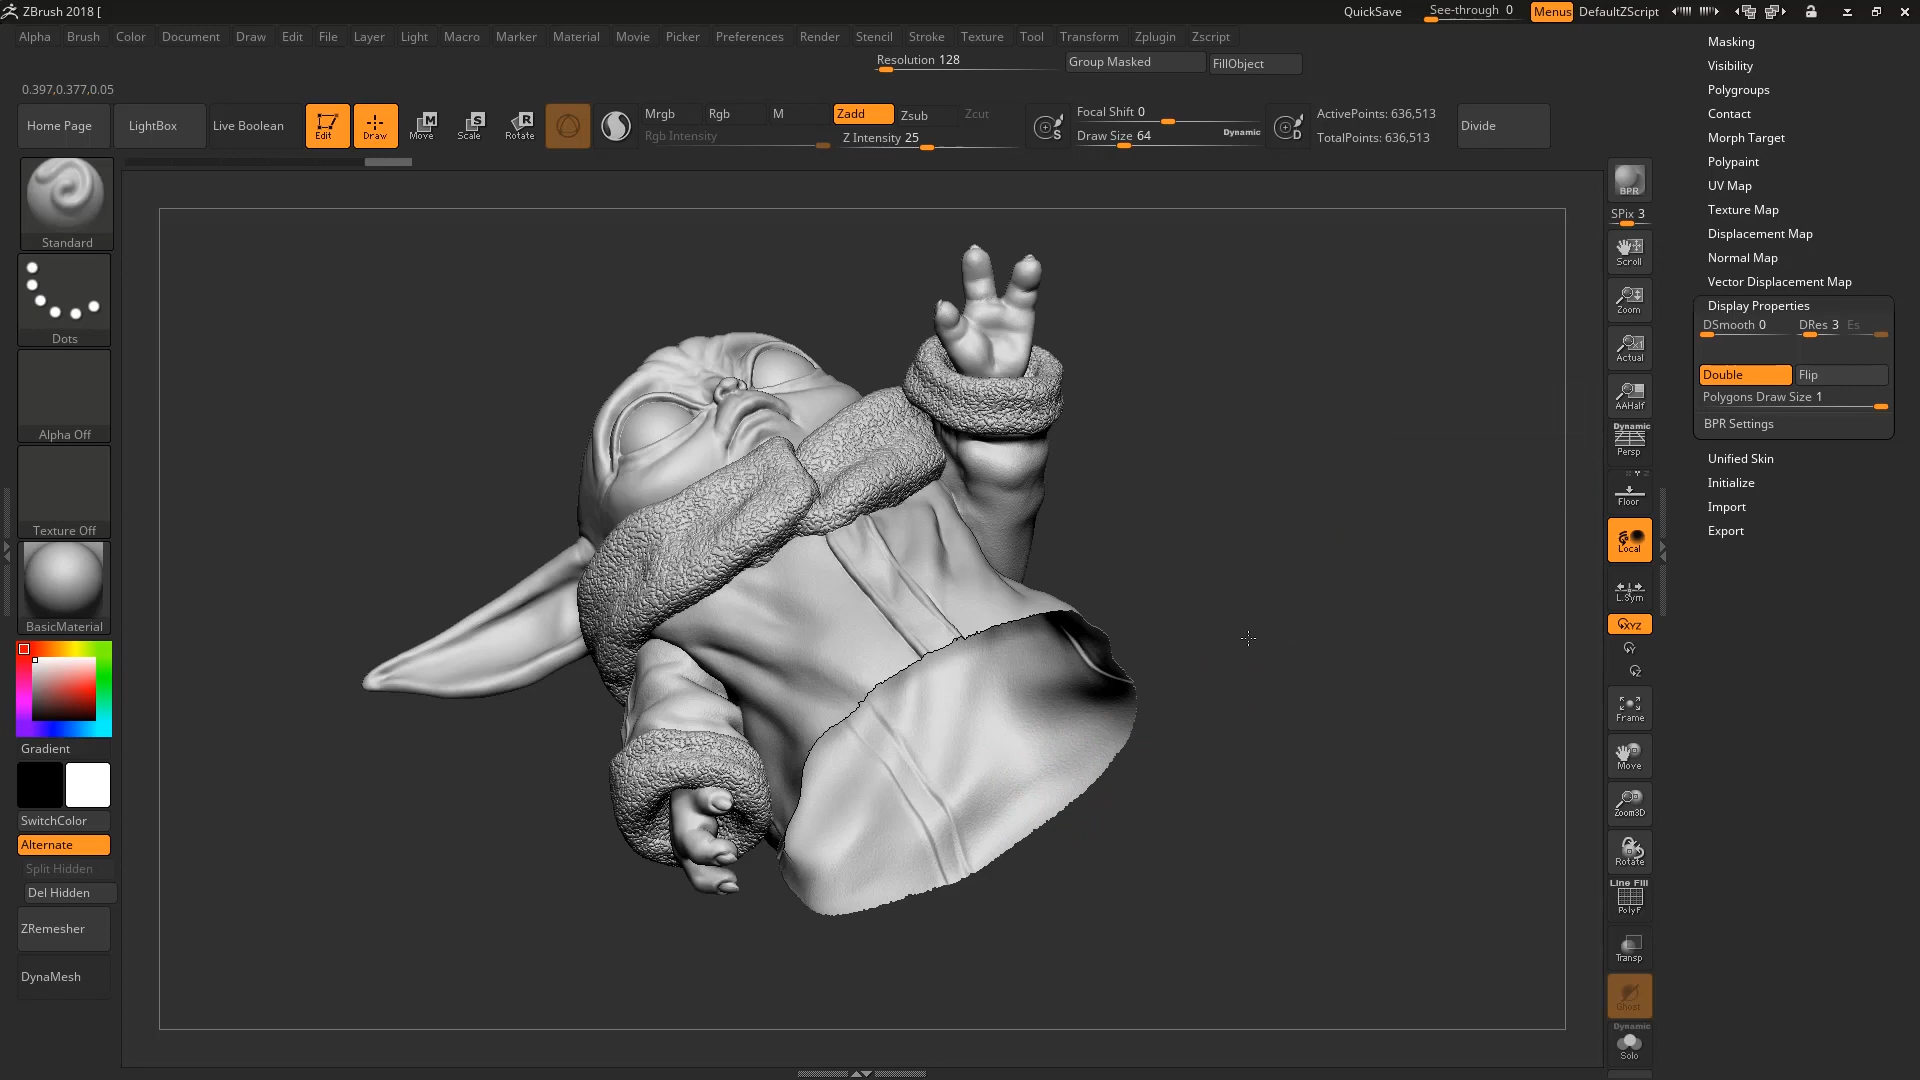 ZBrush 2018 [
QuickSave
See-through 0
Menus
DefaultZScript
Alpha
Brush
Color
Document
Draw
Edit
File
Layer
Light
Macro
Marker
Material
Movie
Picker
Preferences
Render
Stencil
Stroke
Texture
Tool
Transform
Zplugin
Zscript
Resolution 128
Group Masked
FillObject
0.397,0.377,0.05
Home Page
LightBox
Live Boolean
Edit
Draw
Move
M
Scale
S
Rotate
R
Mrgb
Rgb
M
Rgb Intensity
Zadd
Zsub
Zcut
Z Intensity 25
S
Focal Shift 0
Draw Size 64
Dynamic
D
ActivePoints: 636,513
TotalPoints: 636,513
Divide
Standard
Dots
Alpha Off
Texture Off
BasicMaterial
Gradient
SwitchColor
Alternate
Split Hidden
Del Hidden
ZRemesher
DynaMesh
BPR
SPix 3
Scroll
Zoom
Actual
AAHalf
Dynamic
Persp
Floor
Local
L.Sym
XYZ
Y
Z
Frame
Move
Zoom3D
Rotate
Line Fill
PolyF
Transp
Ghost
Dynamic
Solo
Masking
Visibility
Polygroups
Contact
Morph Target
Polypaint
UV Map
Texture Map
Displacement Map
Normal Map
Vector Displacement Map
Display Properties
DSmooth 0
DRes 3
Es
Double
Flip
Polygons Draw Size 1
BPR Settings
Unified Skin
Initialize
Import
Export